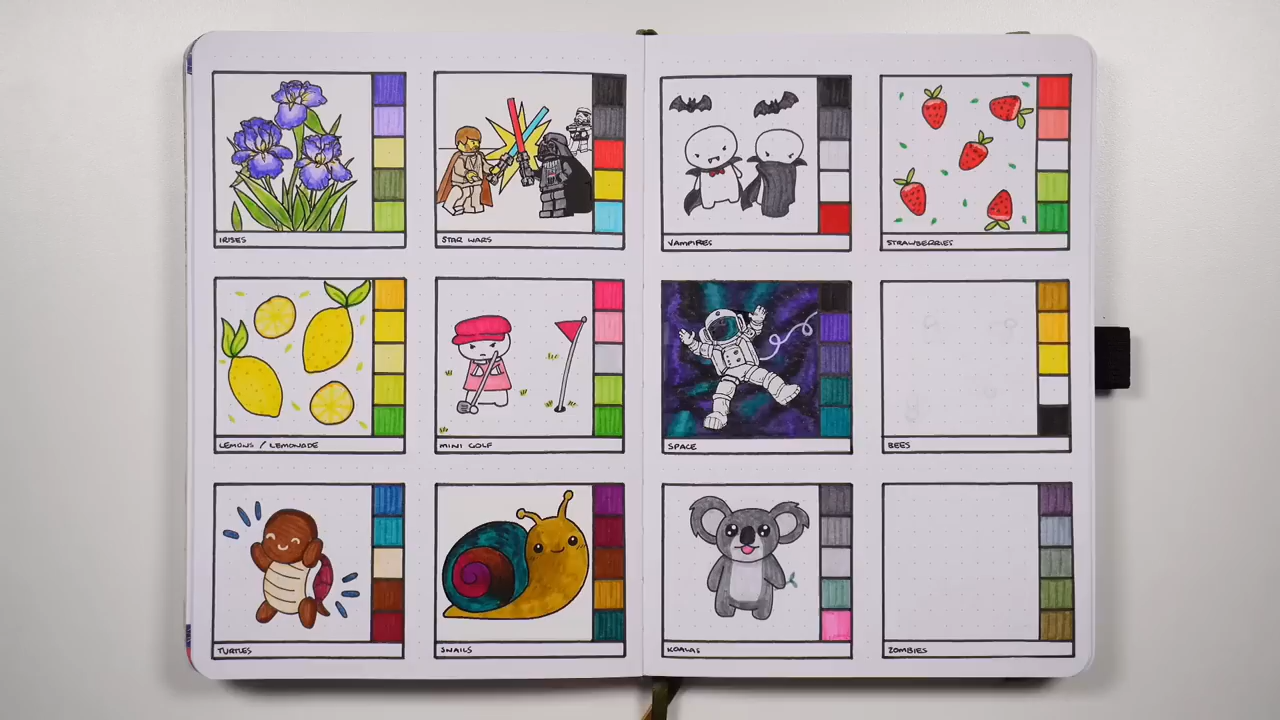 IRISES
STAR WARS
VAMPIRES
STRAWBERRIES
LEMONS / LEMONADE
MINI GOLF
SPACE
BEES
TURTLES
SNAILS
KOALAS
ZOMBIES